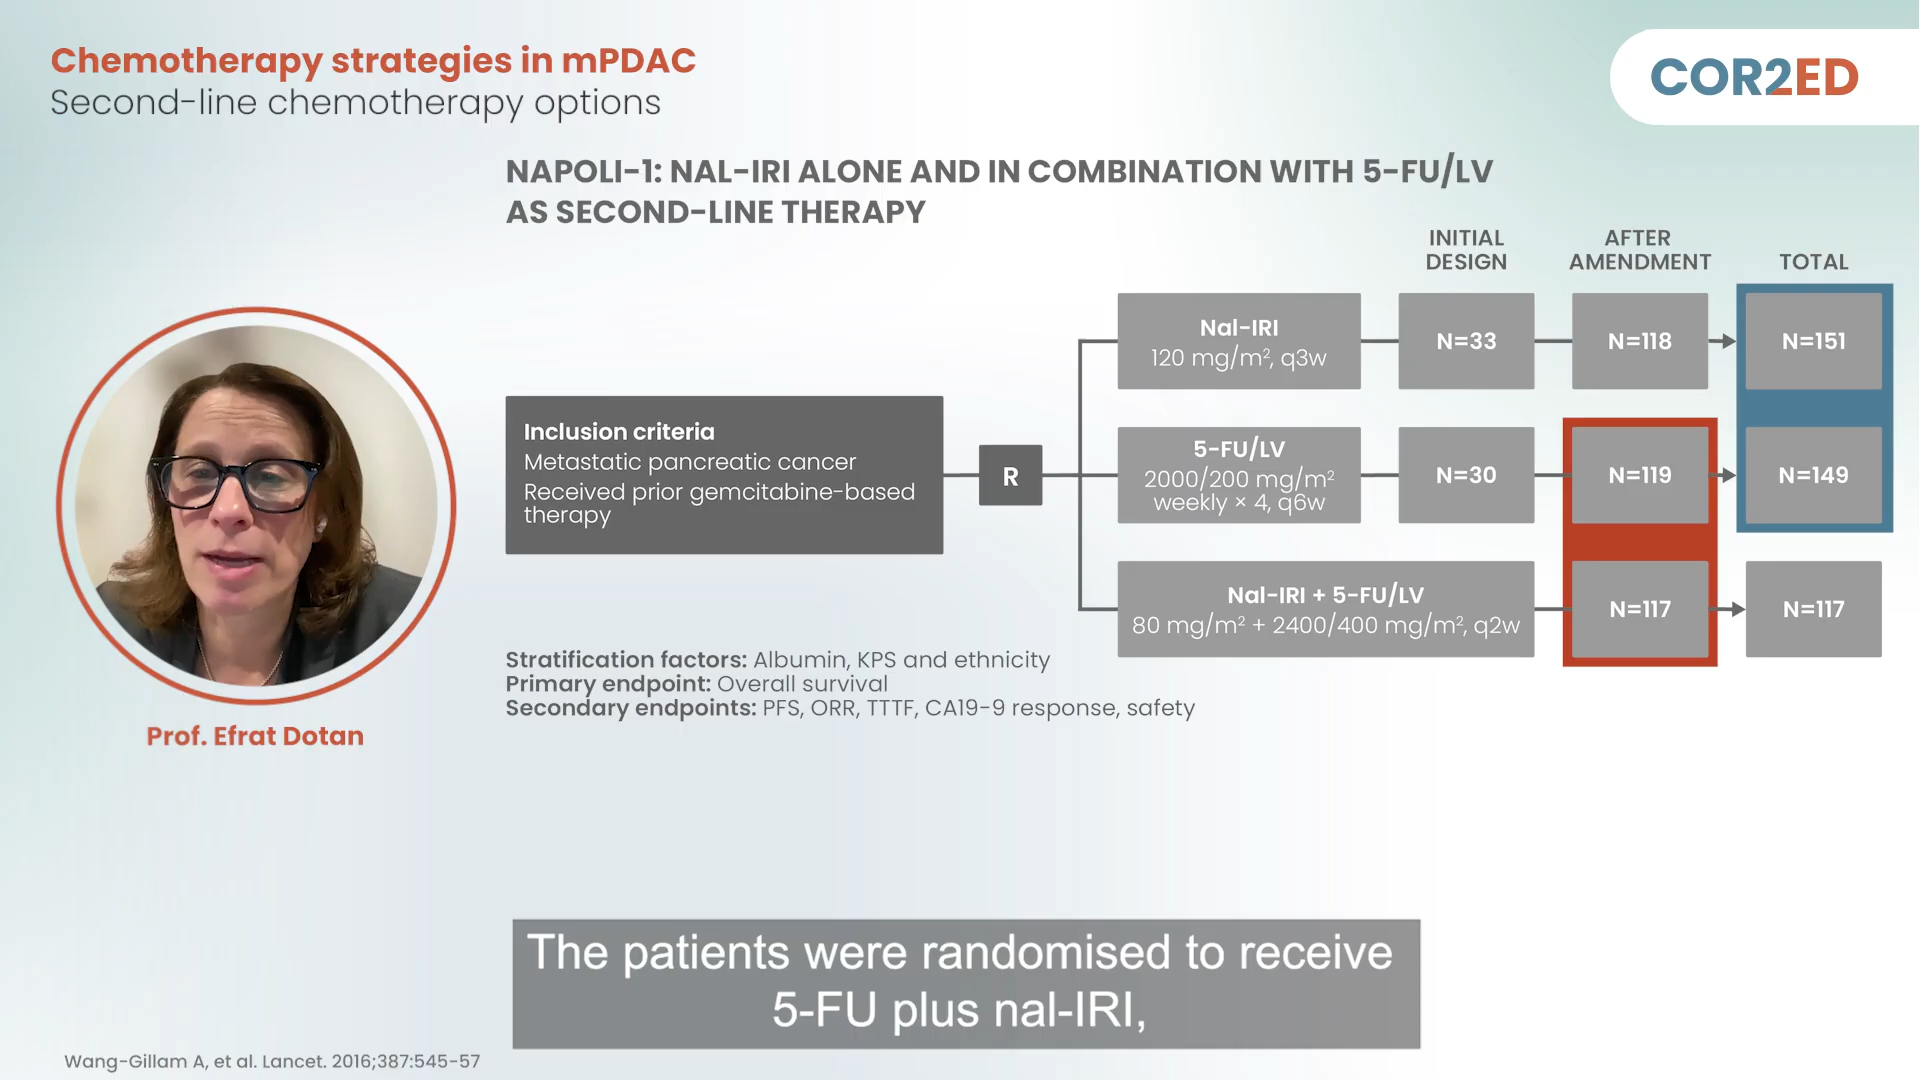 Chemotherapy strategies in mPDAC
Second-line chemotherapy options
COR2ED
NAPOLI-1: NAL-IRI ALONE AND IN COMBINATION WITH 5-FU/LV
AS SECOND-LINE THERAPY
INITIAL
DESIGN
AFTER
AMENDMENT
TOTAL
Nal-IRI
120 mg/m², q3w
N=33
N=118
N=151
Inclusion criteria
Metastatic pancreatic cancer
Received prior gemcitabine-based
therapy
R
5-FU/LV
2000/200 mg/m²
weekly × 4, q6w
N=30
N=119
N=149
Nal-IRI + 5-FU/LV
80 mg/m² + 2400/400 mg/m², q2w
N=117
N=117
Stratification factors: Albumin, KPS and ethnicity
Primary endpoint: Overall survival
Secondary endpoints: PFS, ORR, TTTF, CA19-9 response, safety
Prof. Efrat Dotan
The patients were randomised to receive
5-FU plus nal-IRI,
Wang-Gillam A, et al. Lancet. 2016;387:545-57